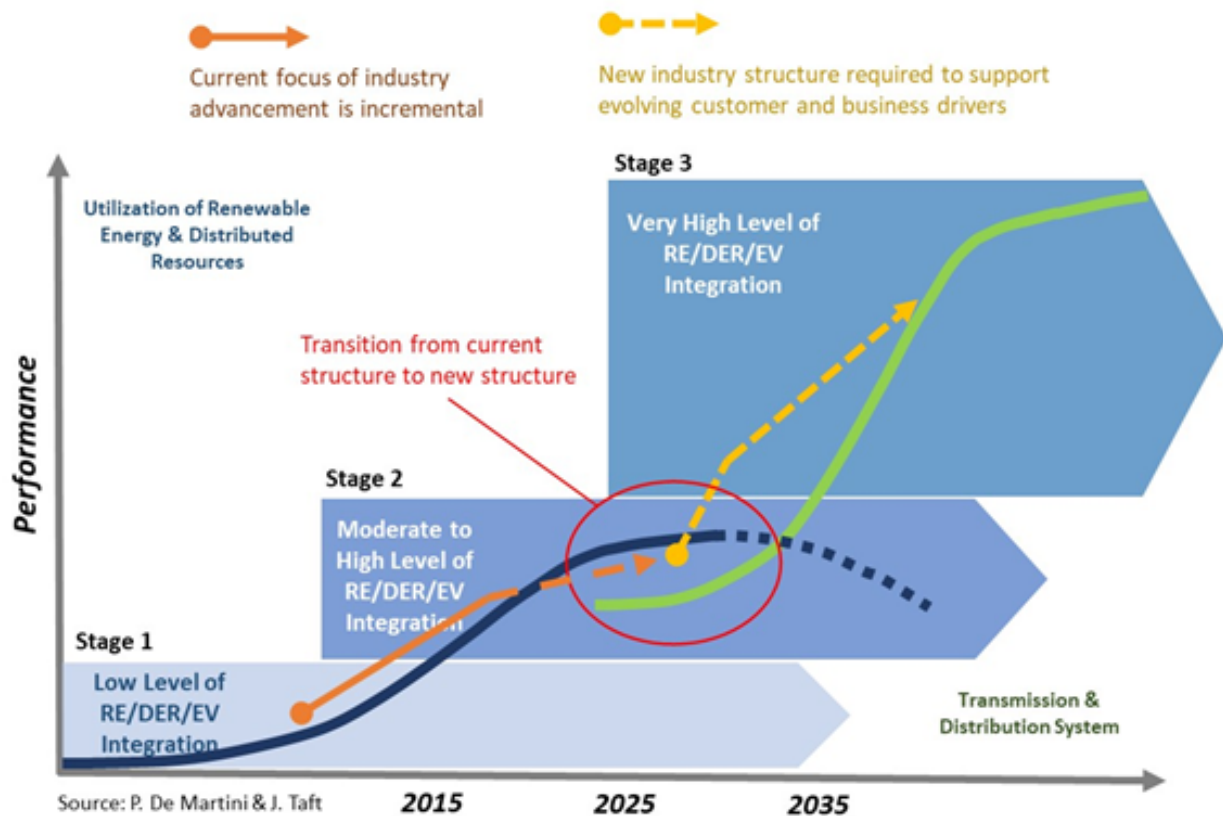 Current focus of industry
advancement is incremental
New industry structure required to support
evolving customer and business drivers
Stage 3
Utilization of Renewable
Energy & Distributed
Resources
Very High Level of
RE/DER/EV
Integration
Transition from current
structure to new structure
Performance
Stage 2
Moderate to
High Level of
RE/DER/EV
Integration
Stage 1
Low Level of
RE/DER/EV
Integration
Transmission &
Distribution System
Source: P. De Martini & J. Taft
2015
2025
2035